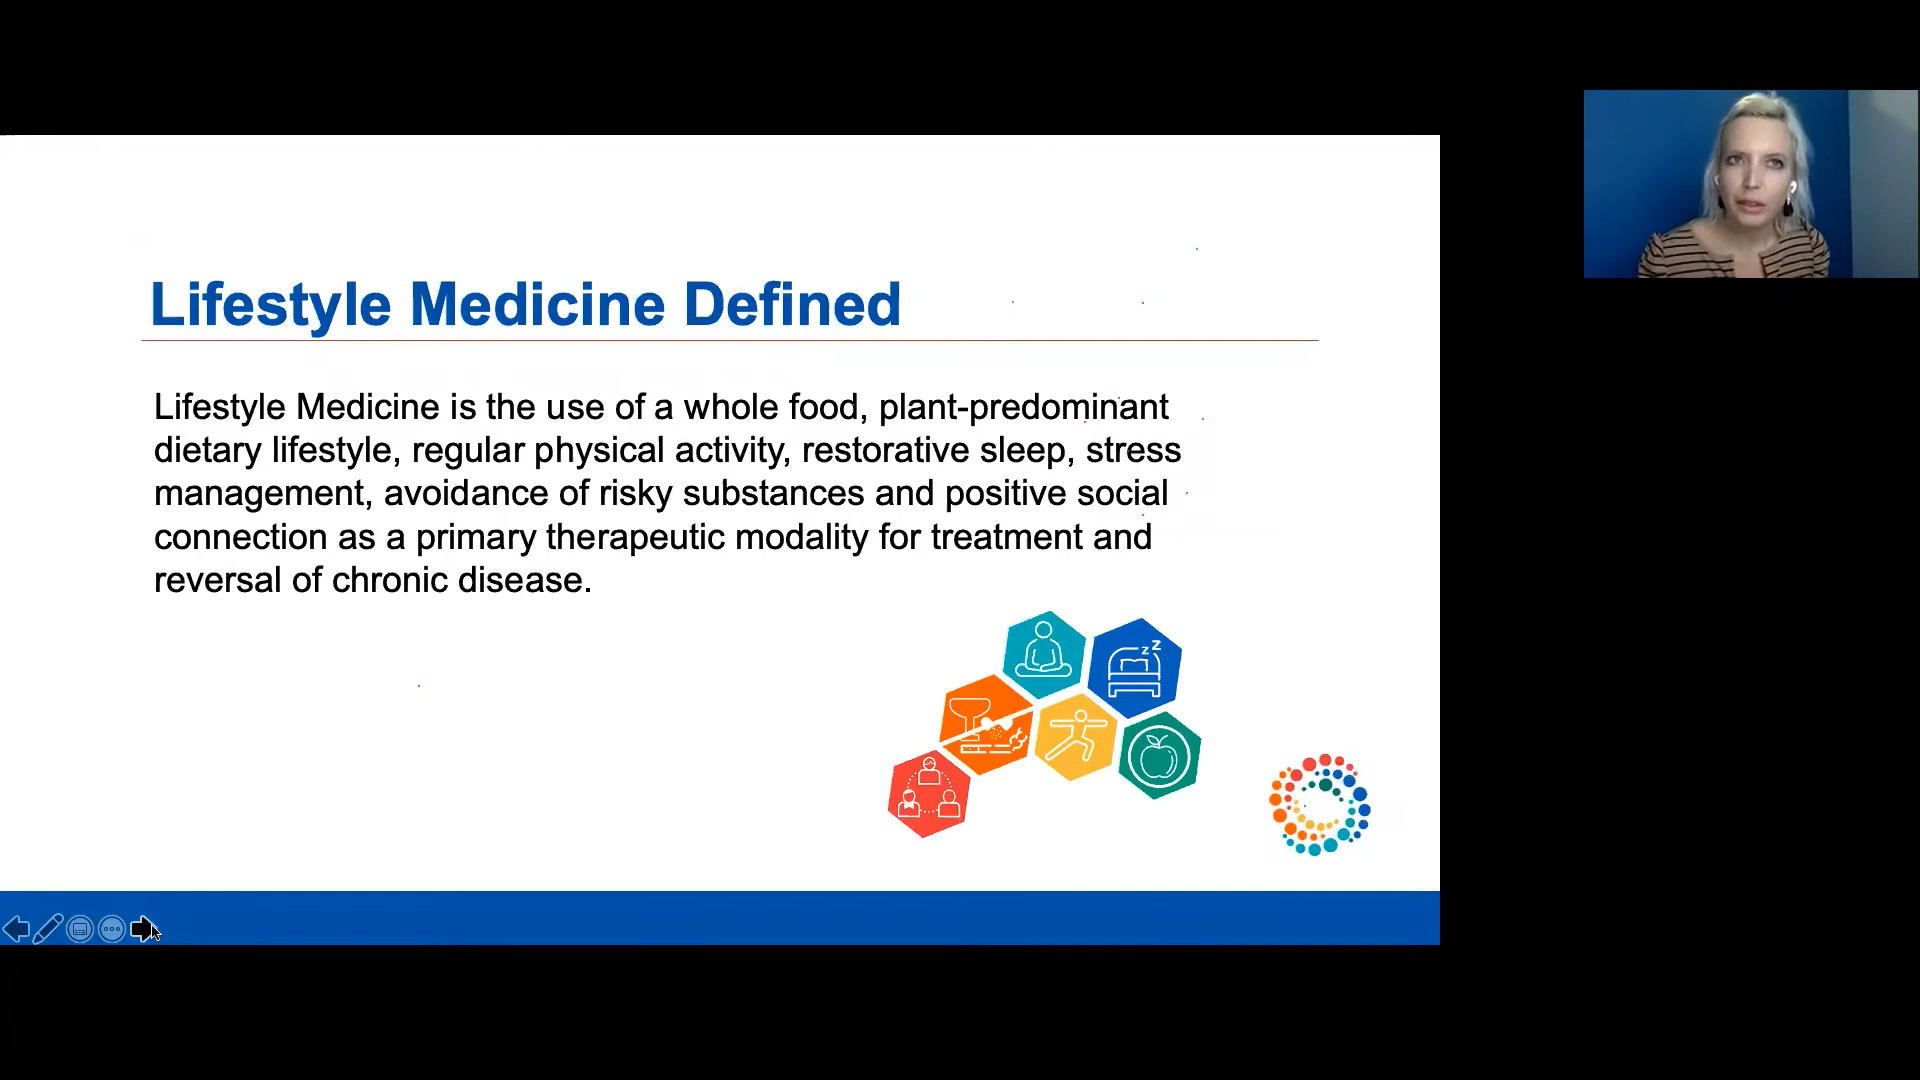 Lifestyle Medicine Defined
Lifestyle Medicine is the use of a whole food, plant-predominant
dietary lifestyle, regular physical activity, restorative sleep, stress
management, avoidance of risky substances and positive social
connection as a primary therapeutic modality for treatment and
reversal of chronic disease.
z z